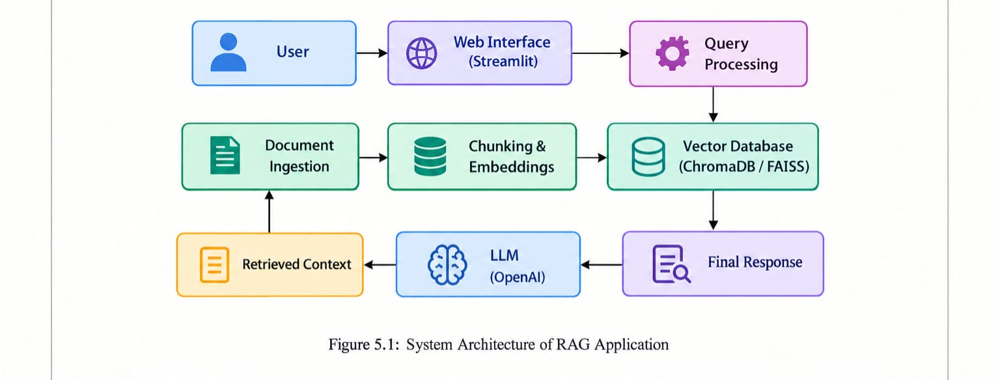 User
Web Interface
(Streamlit)
Query
Processing
Document
Ingestion
Chunking &
Embeddings
Vector Database
(ChromaDB / FAISS)
Retrieved Context
LLM
(OpenAI)
Final Response
Figure 5.1: System Architecture of RAG Application